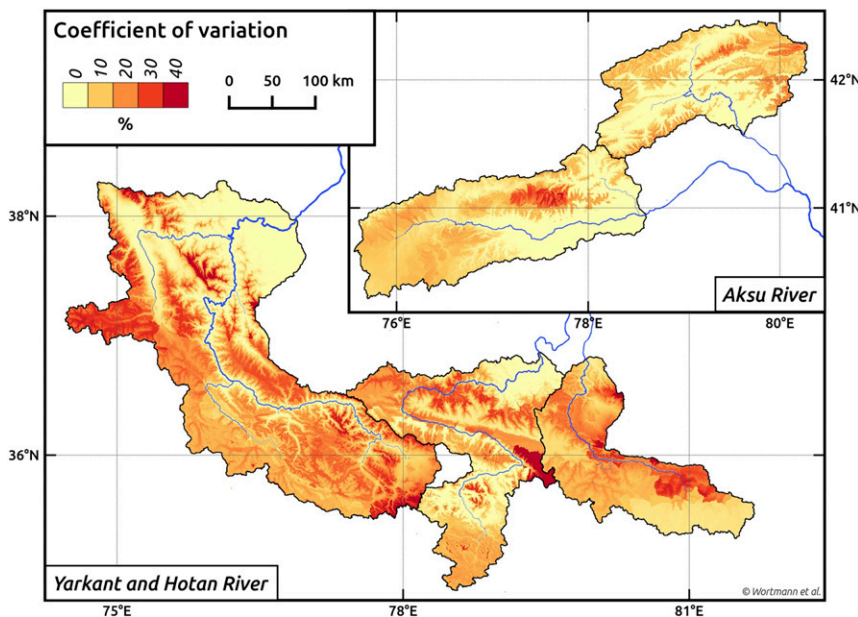 Coefficient of variation
0 10 20 30 40
%
0 50 100 km
42°N
41°N
38°N
36°N
Aksu River
76°E 78°E 80°E
Yarkant and Hotan River
© Wortmann et al.
75°E 78°E 81°E